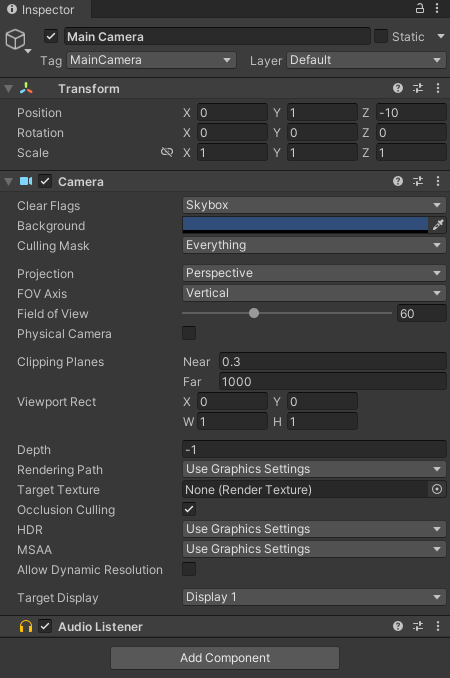 Inspector
Main Camera Static
Tag MainCamera Layer Default
Transform
Position X 0 Y 1 Z -10
Rotation X 0 Y 0 Z 0
Scale X 1 Y 1 Z 1
Camera
Clear Flags Skybox
Background
Culling Mask Everything
Projection Perspective
FOV Axis Vertical
Field of View 60
Physical Camera
Clipping Planes Near 0.3
Far 1000
Viewport Rect X 0 Y 0
W 1 H 1
Depth -1
Rendering Path Use Graphics Settings
Target Texture None (Render Texture)
Occlusion Culling
HDR Use Graphics Settings
MSAA Use Graphics Settings
Allow Dynamic Resolution
Target Display Display 1
Audio Listener
Add Component